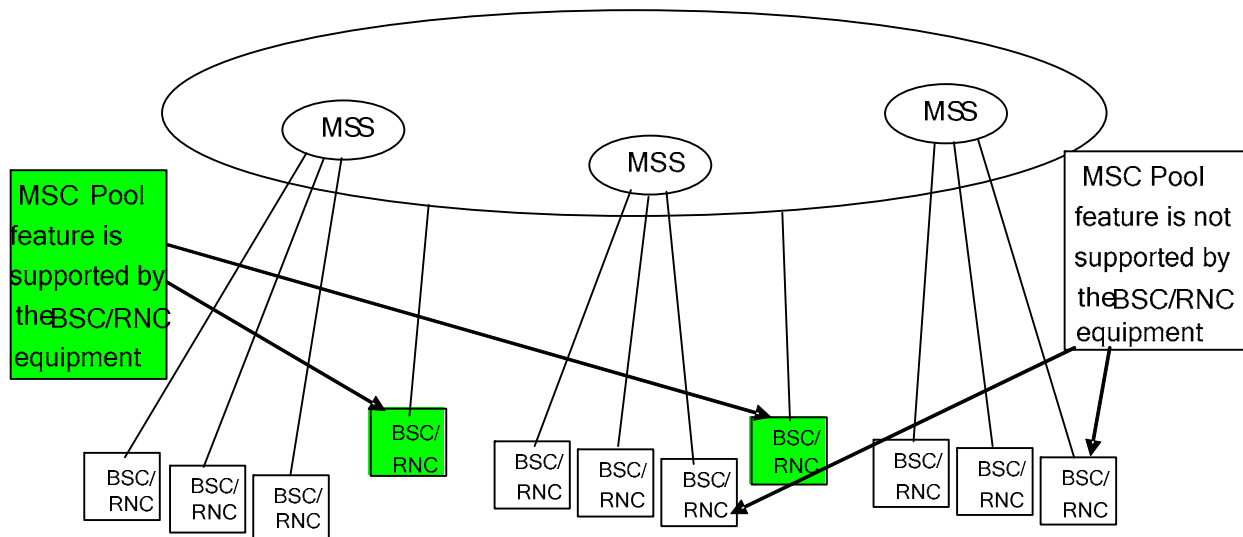 MSS
MSS
MSS
MSC Pool
feature is
supported by
the BSC/RNC
equipment
MSC Pool
feature is not
supported by
the BSC/RNC
equipment
BSC/
RNC
BSC/
RNC
BSC/
RNC
BSC/
RNC
BSC/
RNC
BSC/
RNC
BSC/
RNC
BSC/
RNC
BSC/
RNC
BSC/
RNC
BSC/
RNC